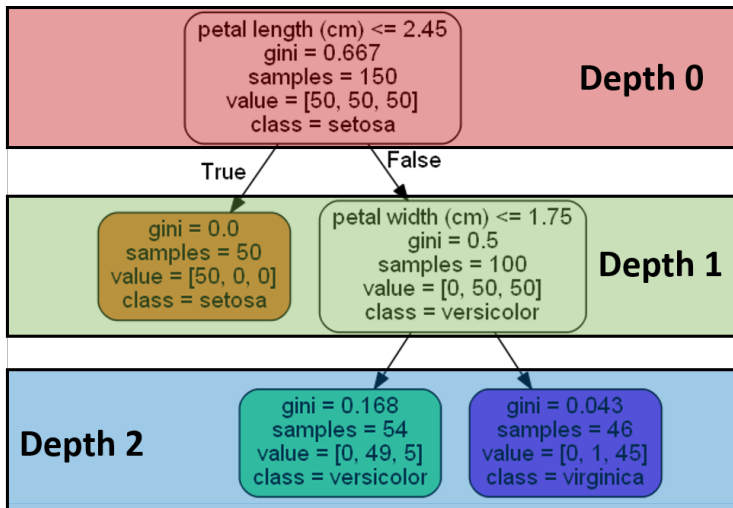 petal length (cm) <= 2.45
gini = 0.667
samples = 150
value = [50, 50, 50]
class = setosa
Depth 0
True
False
gini = 0.0
samples = 50
value = [50, 0, 0]
class = setosa
petal width (cm) <= 1.75
gini = 0.5
samples = 100
value = [0, 50, 50]
class = versicolor
Depth 1
Depth 2
gini = 0.168
samples = 54
value = [0, 49, 5]
class = versicolor
gini = 0.043
samples = 46
value = [0, 1, 45]
class = virginica